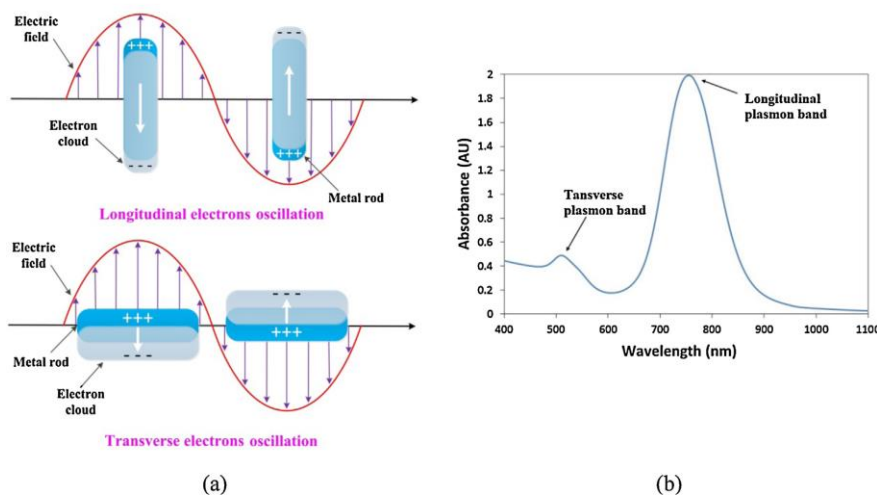 Electric
field
+++
- - -
Electron
cloud
- - -
+++
Metal rod
Longitudinal electrons oscillation
Electric
field
+++
- - -
Metal rod
Electron
cloud
- - -
+++
Transverse electrons oscillation
(a)
Absorbance (AU)
2
1.8
1.6
1.4
1.2
1
0.8
0.6
0.4
0.2
0
400 500 600 700 800 900 1000 1100
Wavelength (nm)
Longitudinal
plasmon band
Tansverse
plasmon band
(b)